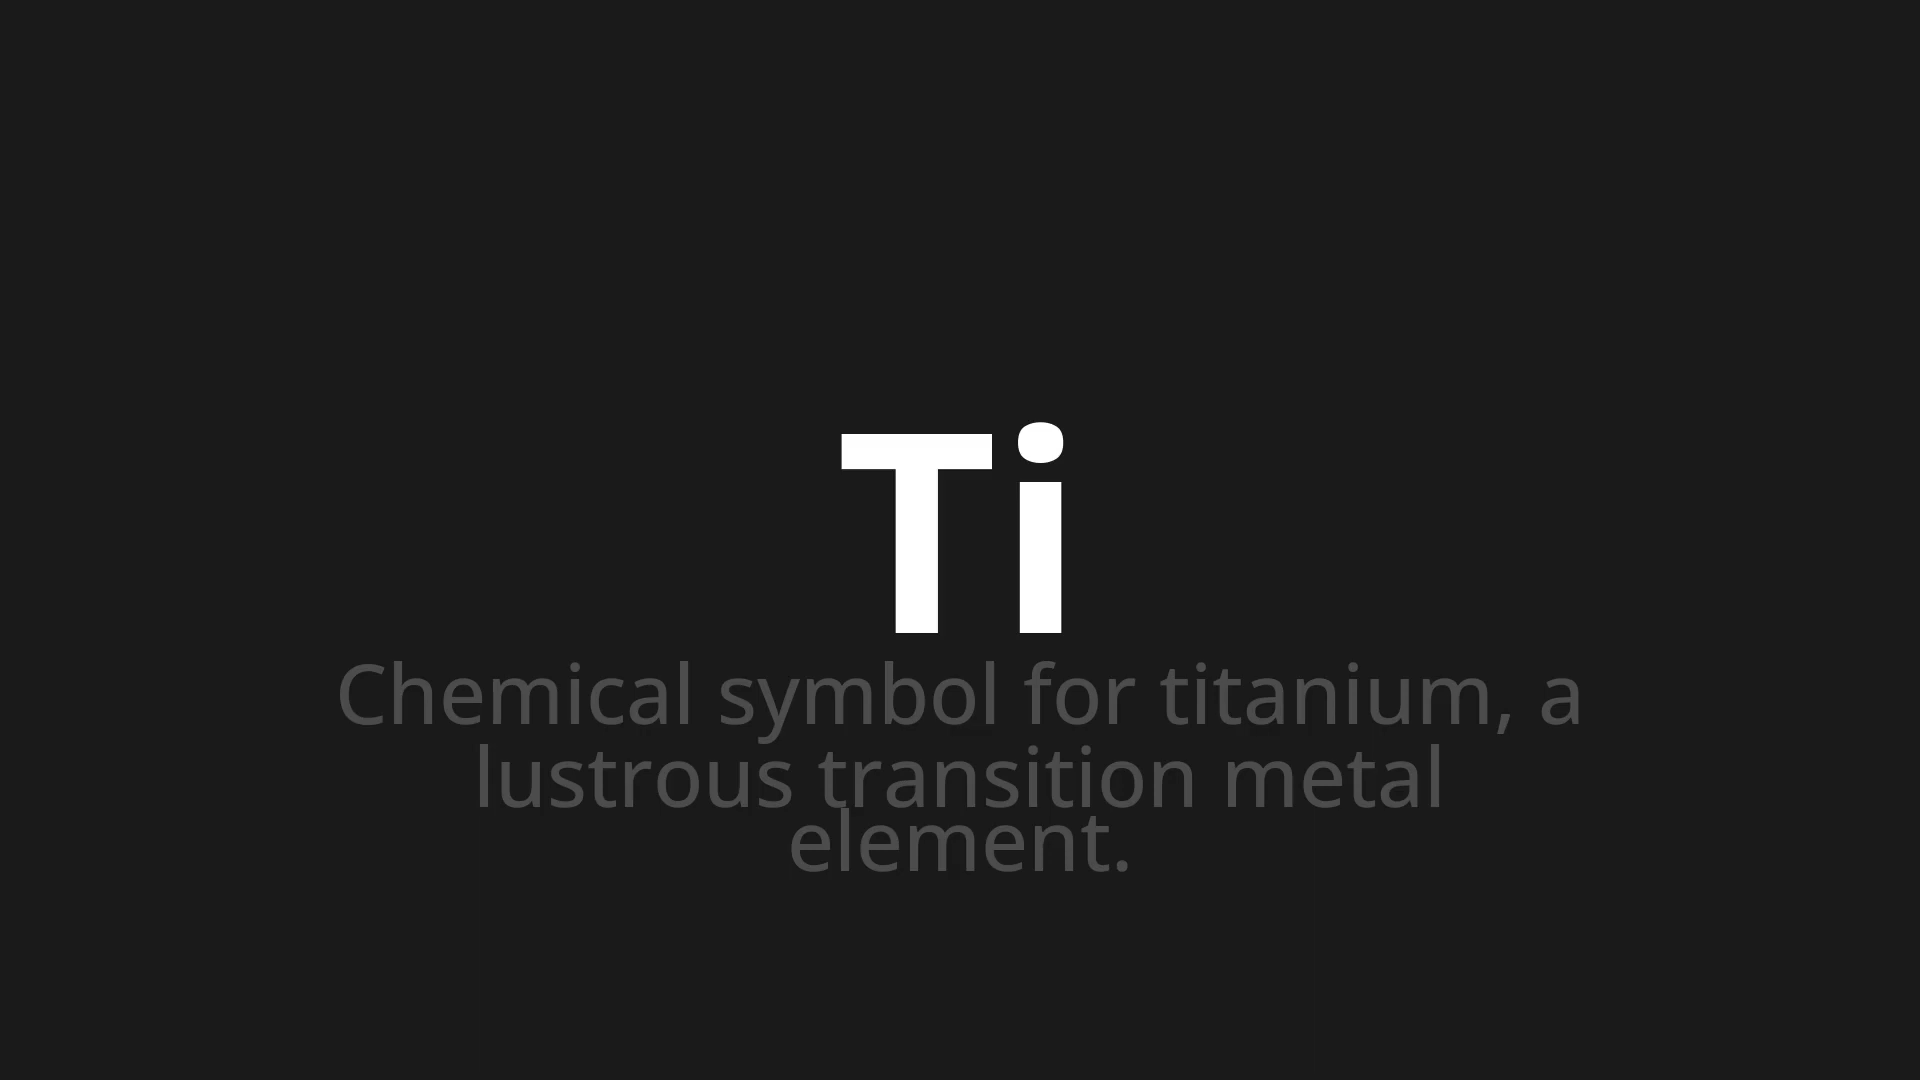 Ti
Chemical symbol for titanium, a
lustrous transition metal
element.